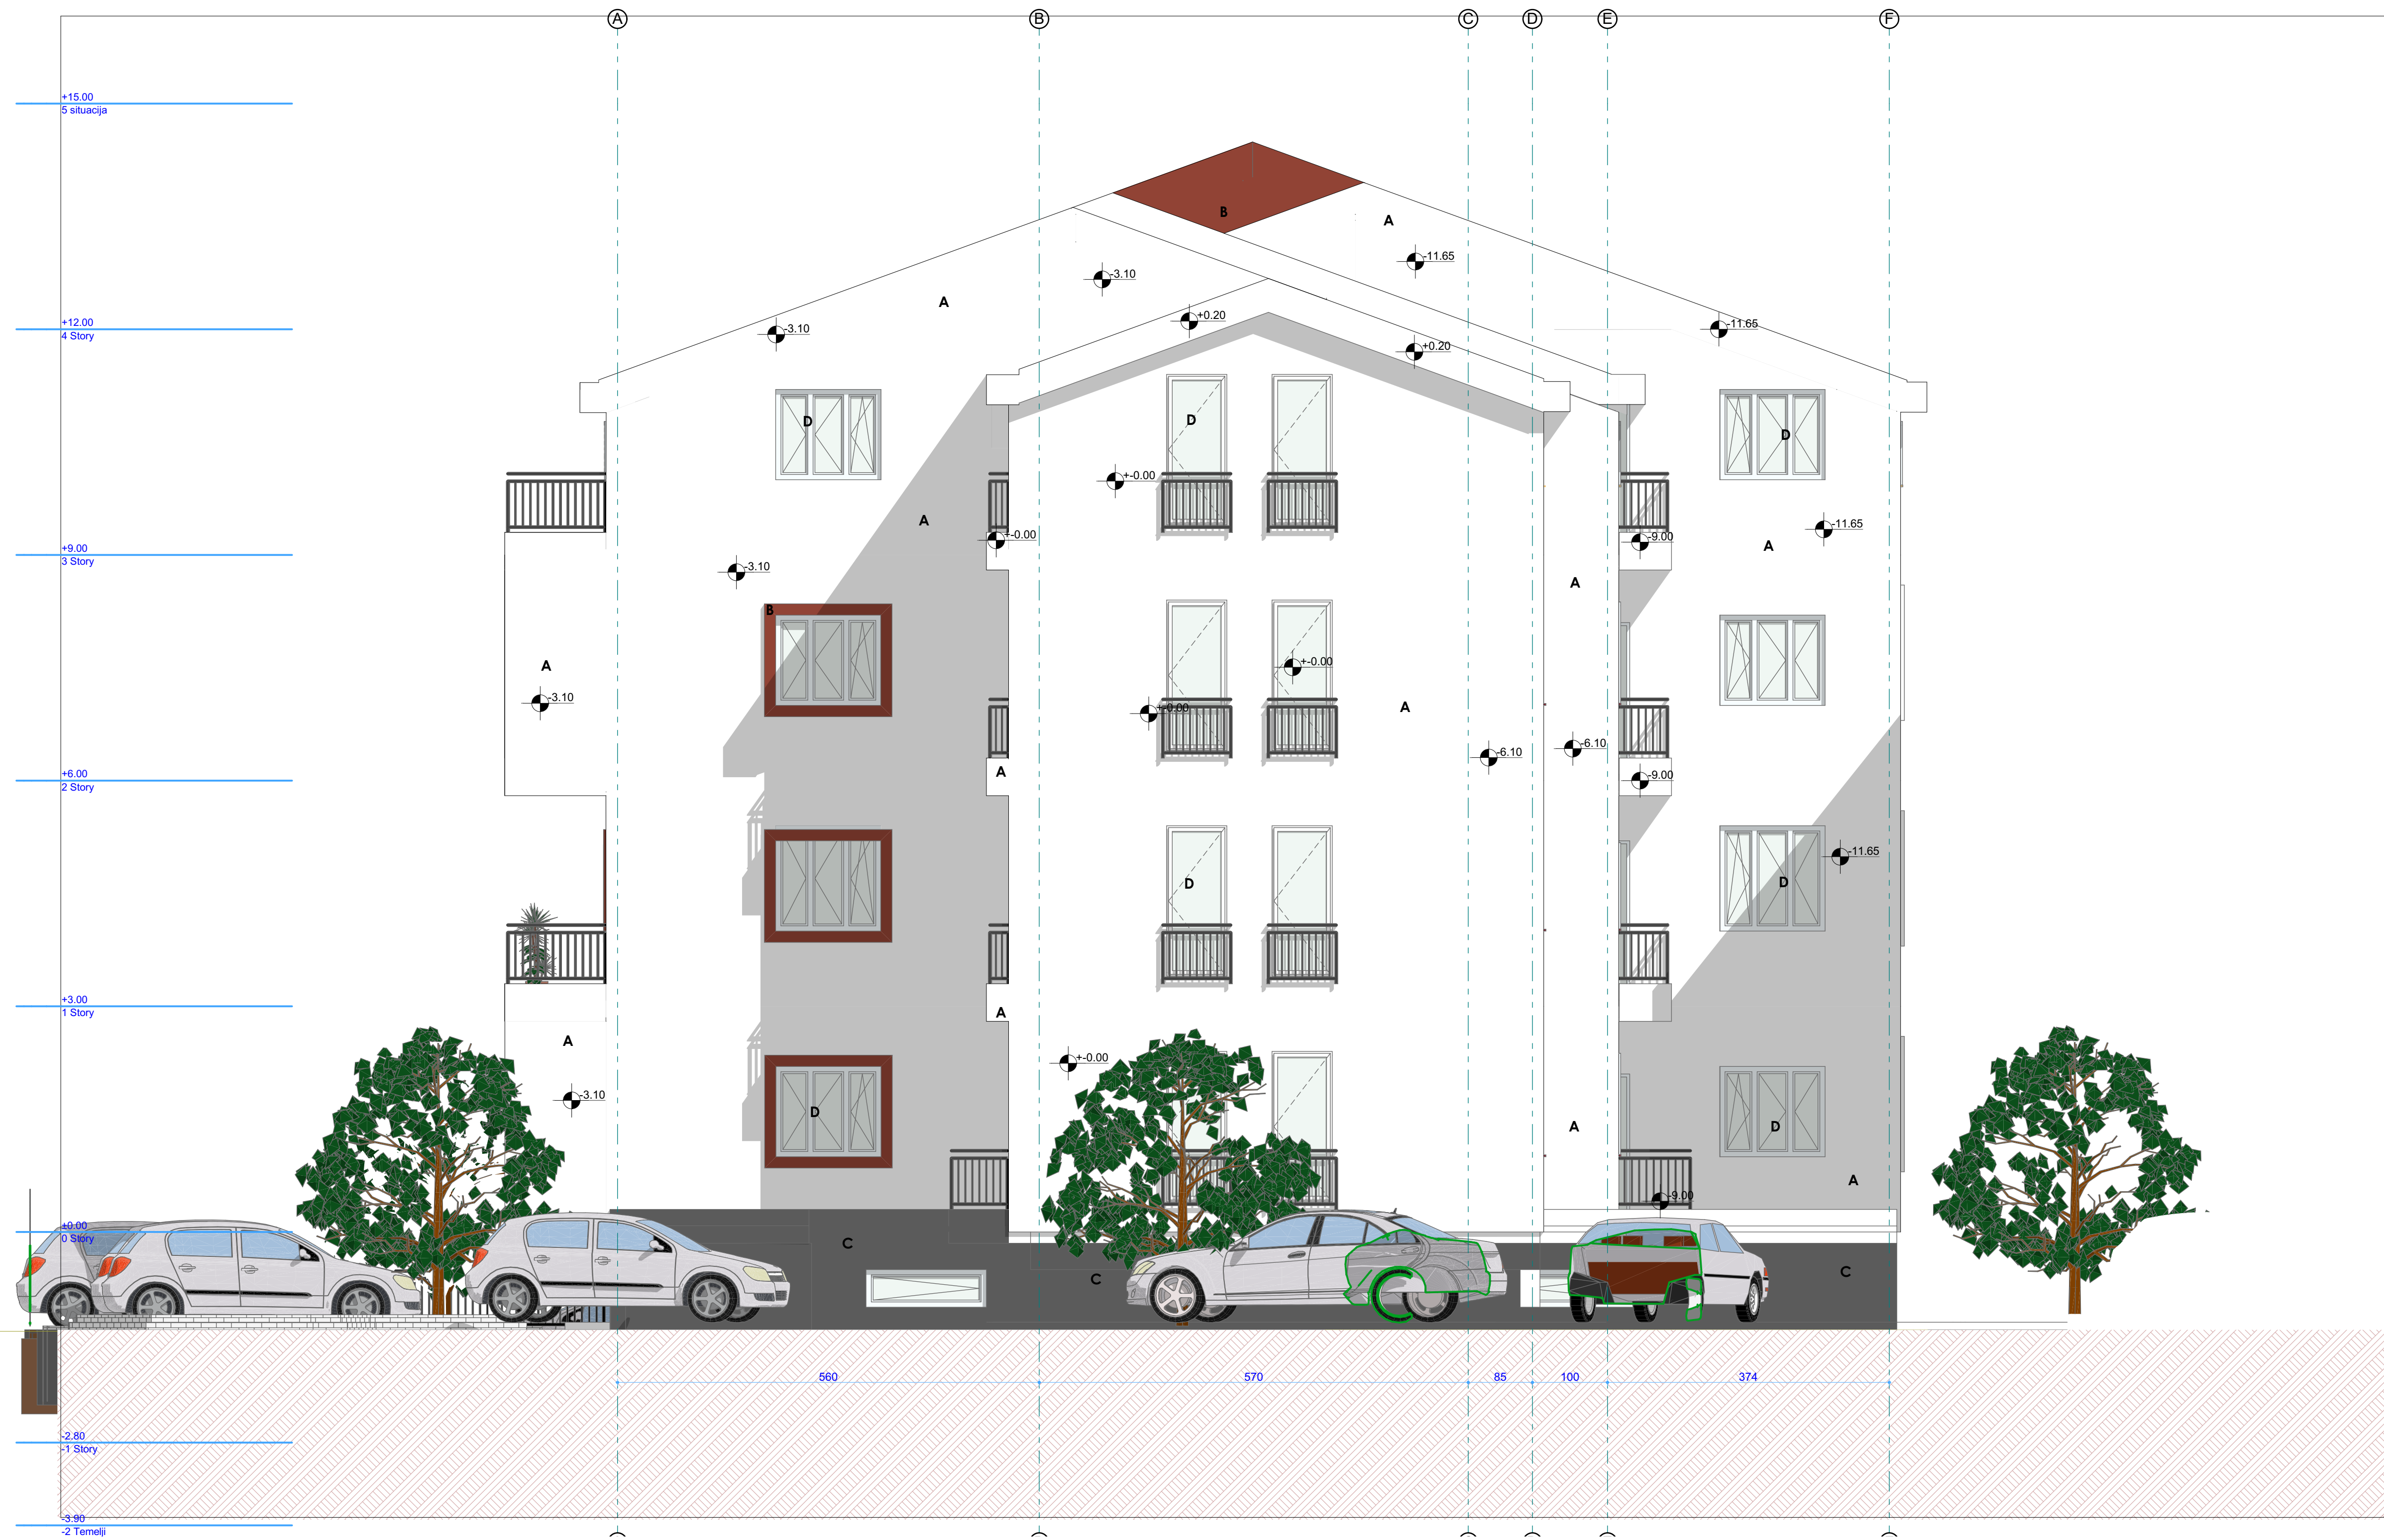 A B C D E F
+15.00
5 situacija
B
A
-11.65
-3.10
A
+0.20
+12.00
4 Story
-3.10
-11.65
+0.20
D
D
D
+-0.00
A
-11.65
+-0.00
-9.00
A
+9.00
3 Story
-3.10
A
B
+-0.00
A
-3.10
+-0.00
A
-6.10
-6.10
A
+6.00
2 Story
-9.00
-11.65
D
D
+3.00
1 Story
A
A
+-0.00
-3.10
D
A
D
A
-9.00
±0.00
0 Story
C
C
C
560 570 85 100 374
-2.80
-1 Story
-3.90
-2 Temelji